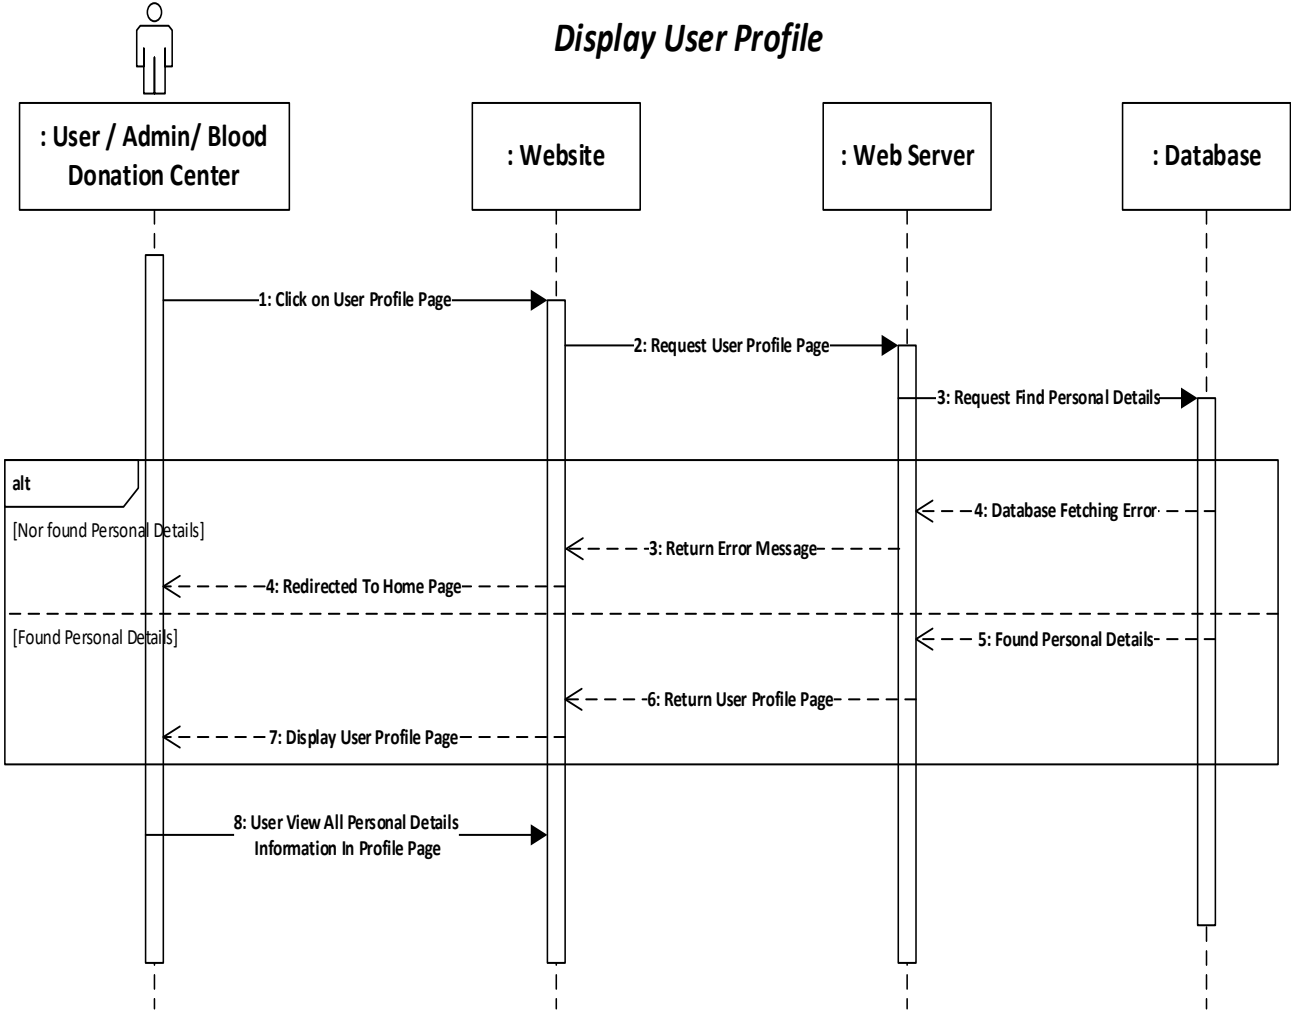 Display User Profile
: User / Admin/ Blood
Donation Center
: Website
: Web Server
: Database
1: Click on User Profile Page
2: Request User Profile Page
3: Request Find Personal Details
alt
[Nor found Personal Details]
4: Database Fetching Error
3: Return Error Message
4: Redirected To Home Page
[Found Personal Details]
5: Found Personal Details
6: Return User Profile Page
7: Display User Profile Page
8: User View All Personal Details
Information In Profile Page